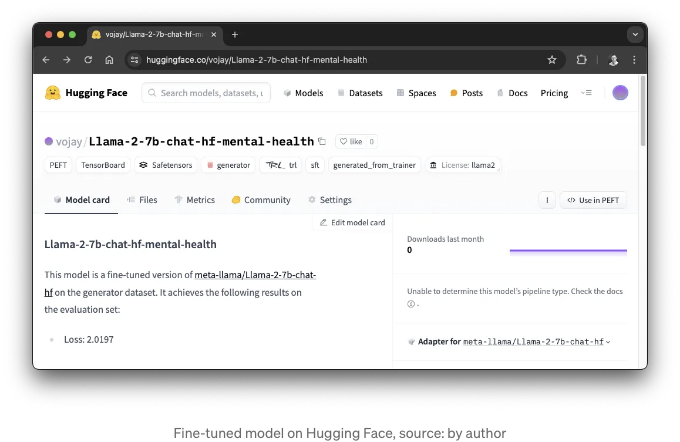 vojay/Llama-2-7b-chat-hf-me
huggingface.co/vojay/Llama-2-7b-chat-hf-mental-health
Hugging Face
Search models, datasets, u
Models
Datasets
Spaces
Posts
Docs
Pricing
vojay/Llama-2-7b-chat-hf-mental-health
like 0
PEFT
TensorBoard
Safetensors
generator
TRL trl
sft
generated_from_trainer
License: llama2
Model card
Files
Metrics
Community
Settings
Use in PEFT
Edit model card
Llama-2-7b-chat-hf-mental-health
This model is a fine-tuned version of meta-llama/Llama-2-7b-chat-
hf on the generator dataset. It achieves the following results on
the evaluation set:
Loss: 2.0197
Downloads last month
0
Unable to determine this model's pipeline type. Check the docs
.
Adapter for meta-llama/Llama-2-7b-chat-hf
Fine-tuned model on Hugging Face, source: by author